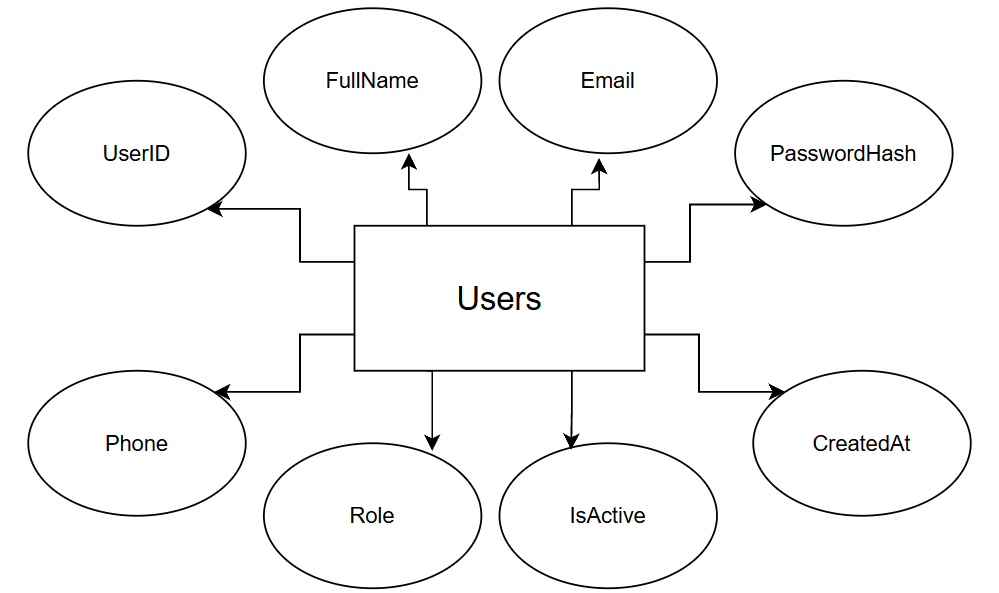 FullName
Email
UserID
PasswordHash
Users
Phone
CreatedAt
Role
IsActive